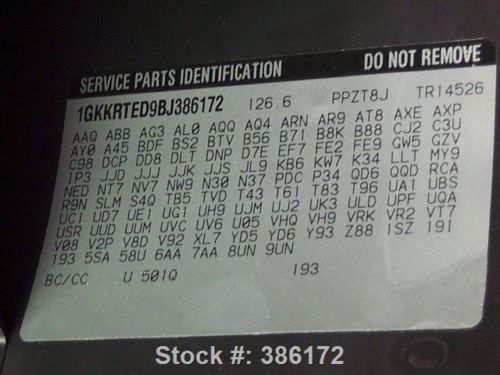 SERVICE PARTS IDENTIFICATION DO NOT REMOVE
1GKKRTED9BJ386172 126.6 PPZT8J TR14526
AAQ ABB AG3 AL0 AQQ AQ4 ARN AR9 AT8 AXE AXP
AY0 A45 BDF BS2 BTV B56 B71 B8K B88 CJ2 C3U
C98 DCP DD8 DLT DNP D7E EF7 FE2 FE9 GW5 GZV
IP3 JJD JJJ JJK JJS JL9 KB6 KW7 K34 LLT MY9
NED NT7 NV7 NW9 N30 N37 PDC P34 QD6 QQD RCA
R9N SLM S4Q TB5 TVD T43 T61 T83 T96 UA1 UBS
UC1 UD7 UE1 UG1 UH9 UJM UJ2 UK3 ULD UPF UQA
USR UUD UUM UVC UV6 U05 VHQ VH9 VRK VR2 VT7
V08 V2P V8D V92 XL7 YD5 YD6 Y93 Z88 1SZ 19I
193 5SA 58U 6AA 7AA 8UN 9UN
BC/CC U 501Q 193
Stock #: 386172